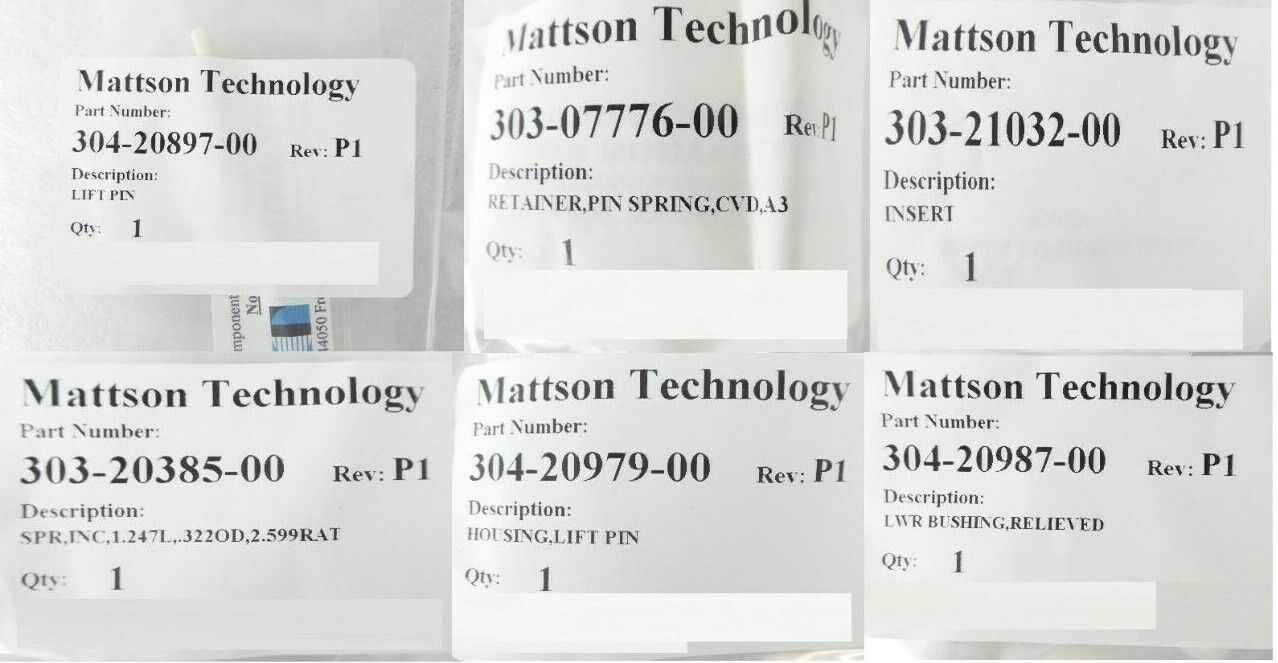 Mattson Technology
Part Number:
304-20897-00 Rev: P1
Description:
LIFT PIN
Qty: 1
mponent
No
4050 Fr
Mattson Technology
Part Number:
303-07776-00 Rev: P1
Description:
RETAINER,PIN SPRING,CVD,A3
Qty: 1
Mattson Technology
Part Number:
303-21032-00 Rev: P1
Description:
INSERT
Qty: 1
Mattson Technology
Part Number:
303-20385-00 Rev: P1
Description:
SPR,INC,1.247L,.322OD,2.599RAT
Qty: 1
Mattson Technology
Part Number:
304-20979-00 Rev: P1
Description:
HOUSING,LIFT PIN
Qty: 1
Mattson Technology
Part Number:
304-20987-00 Rev: P1
Description:
LWR BUSHING,RELIEVED
Qty: 1